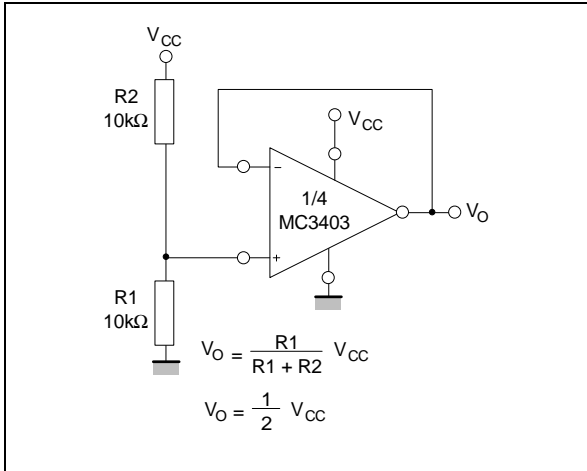 VCC
R2
10kΩ
VCC
−
1/4
MC3403
VO
+
R1
10kΩ
VO = R1 / R1 + R2 VCC
VO = 1 / 2 VCC